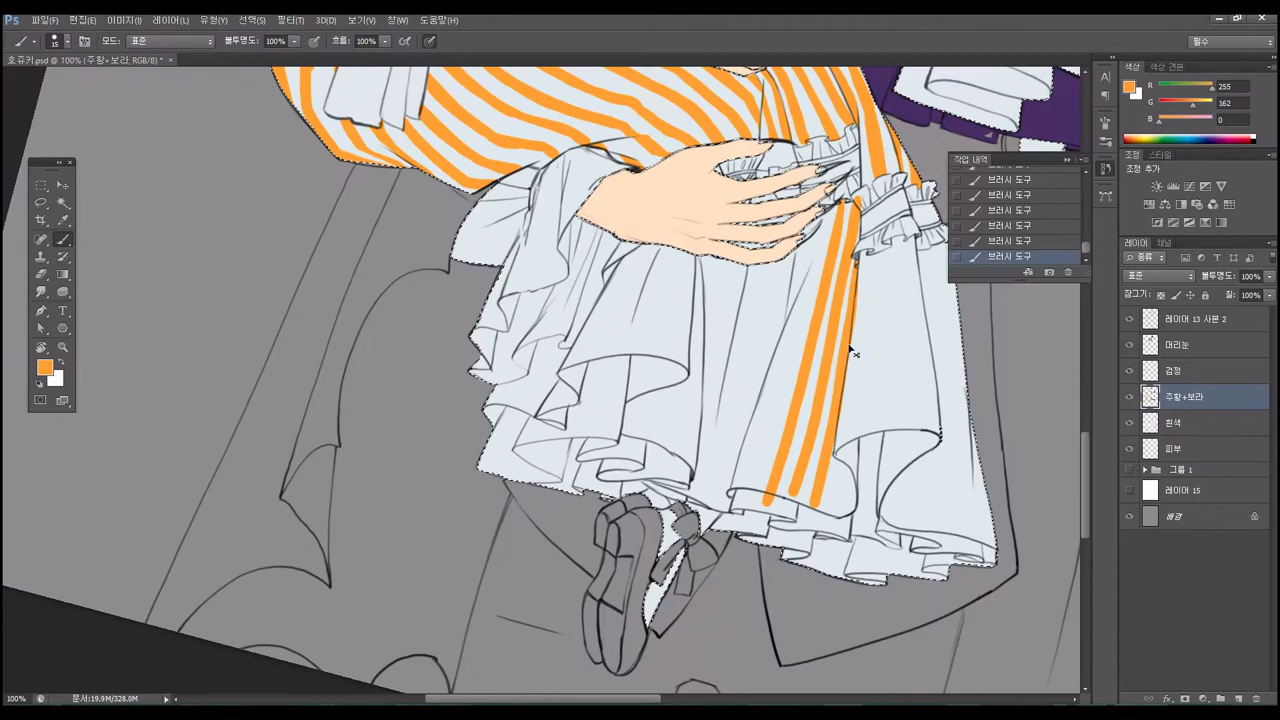 Ps 파일(F) 편집(E) 이미지(I) 레이어(L) 유형(Y) 선택(S) 필터(T) 3D(D) 보기(V) 창(W) 도움말(H)
15 모드: 표준 불투명도: 100% 흐름: 100% 필수
호쥬키.psd @ 100% (주황+보라, RGB/8) *
색상 색상 견본
R 255
G 162
B 0
조정 스타일
조정 추가
작업 내역
브러시 도구
브러시 도구
브러시 도구
브러시 도구
브러시 도구
브러시 도구
레이어 채널
종류
표준 불투명도: 100%
잠그기: 칠: 100%
레이어 13 사본 2
머리눈
검정
주황+보라
흰색
피부
그룹 1
레이어 15
배경
100% 문서:19.9M/328.0M